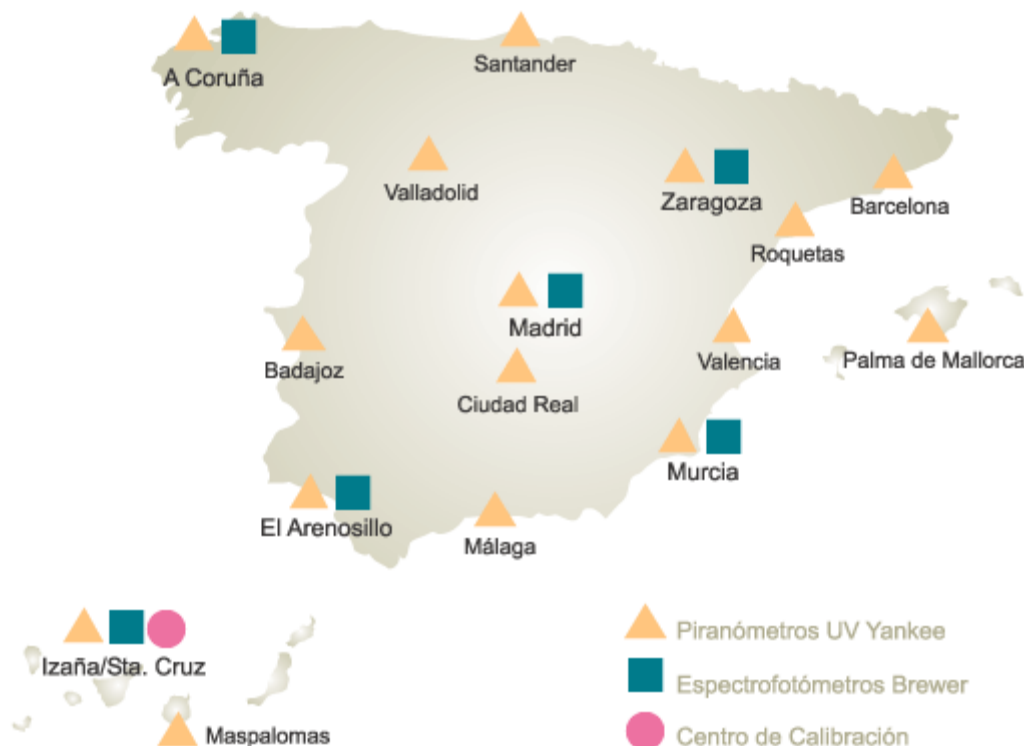 A Coruña
Santander
Valladolid
Zaragoza
Barcelona
Roquetas
Madrid
Badajoz
Valencia
Palma de Mallorca
Ciudad Real
Murcia
El Arenosillo
Málaga
Izaña/Sta. Cruz
Maspalomas
Piranómetros UV Yankee
Espectrofotómetros Brewer
Centro de Calibración